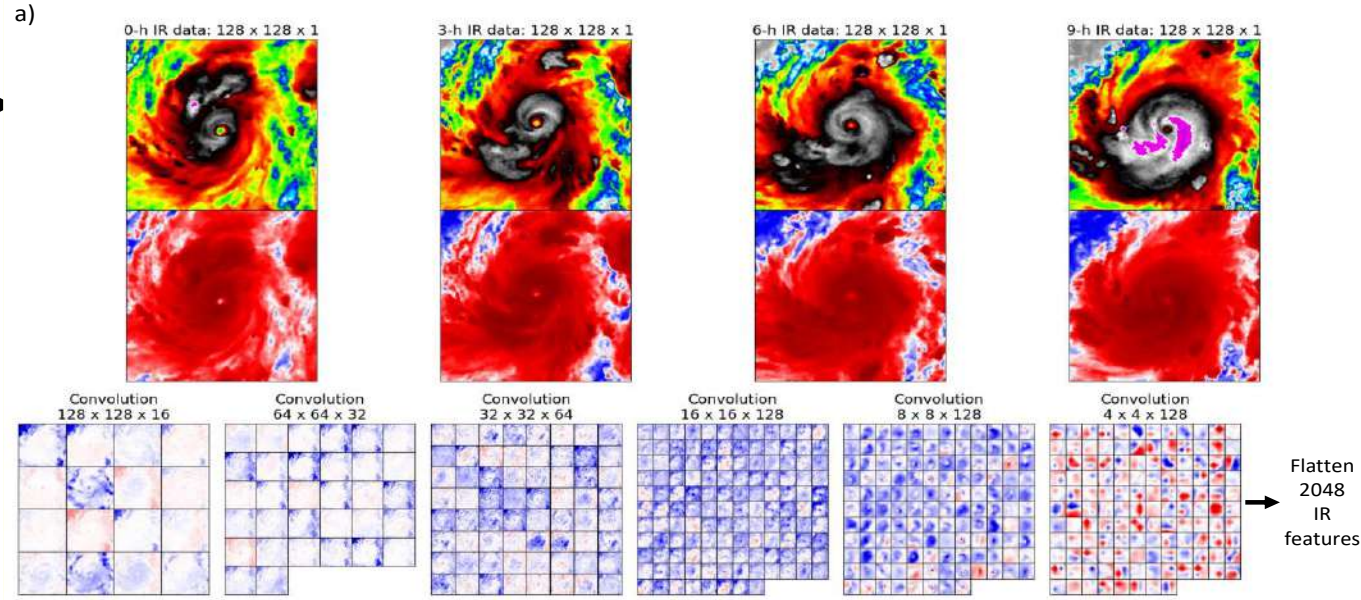 a)
0-h IR data: 128 x 128 x 1
3-h IR data: 128 x 128 x 1
6-h IR data: 128 x 128 x 1
9-h IR data: 128 x 128 x 1
Convolution
128 x 128 x 16
Convolution
64 x 64 x 32
Convolution
32 x 32 x 64
Convolution
16 x 16 x 128
Convolution
8 x 8 x 128
Convolution
4 x 4 x 128
Flatten
2048
IR
features